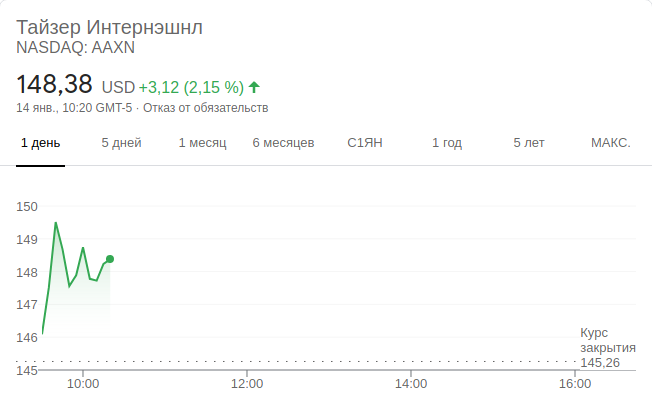 Тайзер Интернэшнл
NASDAQ: AAXN
148,38 USD +3,12 (2,15 %)
14 янв., 10:20 GMT-5 · Отказ от обязательств
1 день 5 дней 1 месяц 6 месяцев С1ЯН 1 год 5 лет МАКС.
150
149
148
147
146
145
Курс
закрытия
145,26
10:00 12:00 14:00 16:00